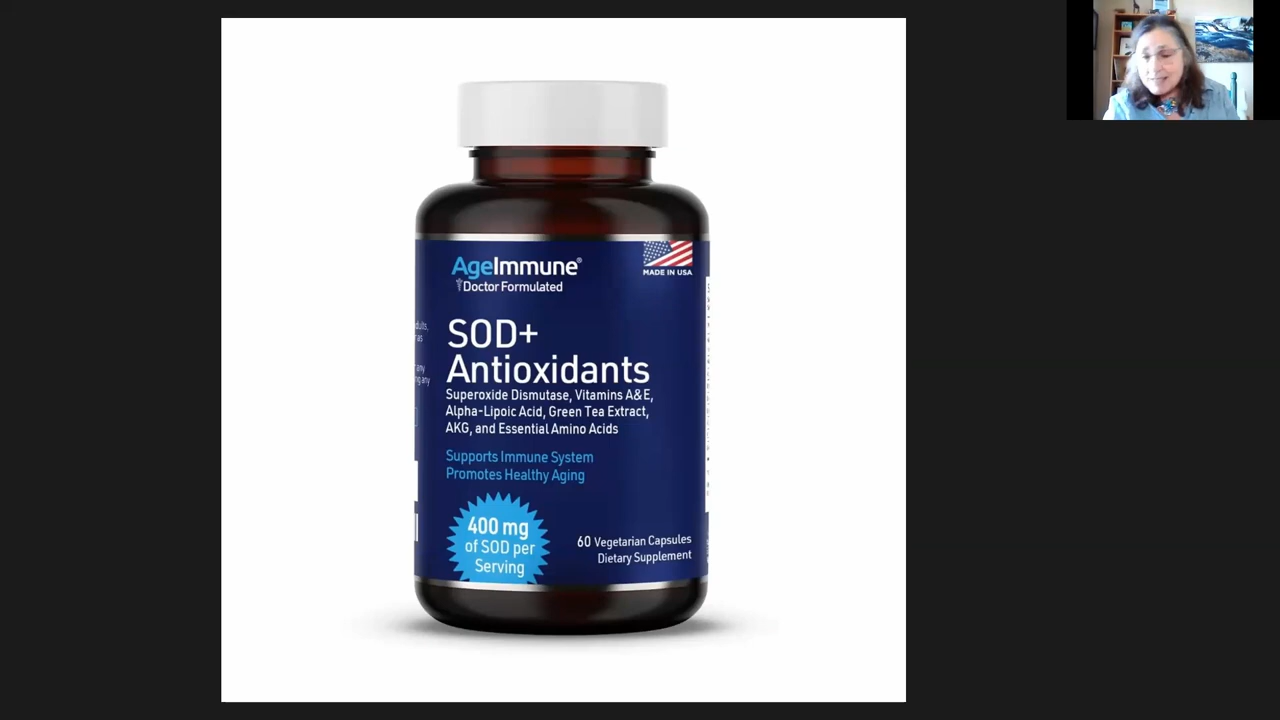 AgeImmune®
Doctor Formulated
MADE IN USA
SOD+
Antioxidants
Superoxide Dismutase, Vitamins A&E,
Alpha-Lipoic Acid, Green Tea Extract,
AKG, and Essential Amino Acids
Supports Immune System
Promotes Healthy Aging
400 mg
of SOD per
Serving
60 Vegetarian Capsules
Dietary Supplement